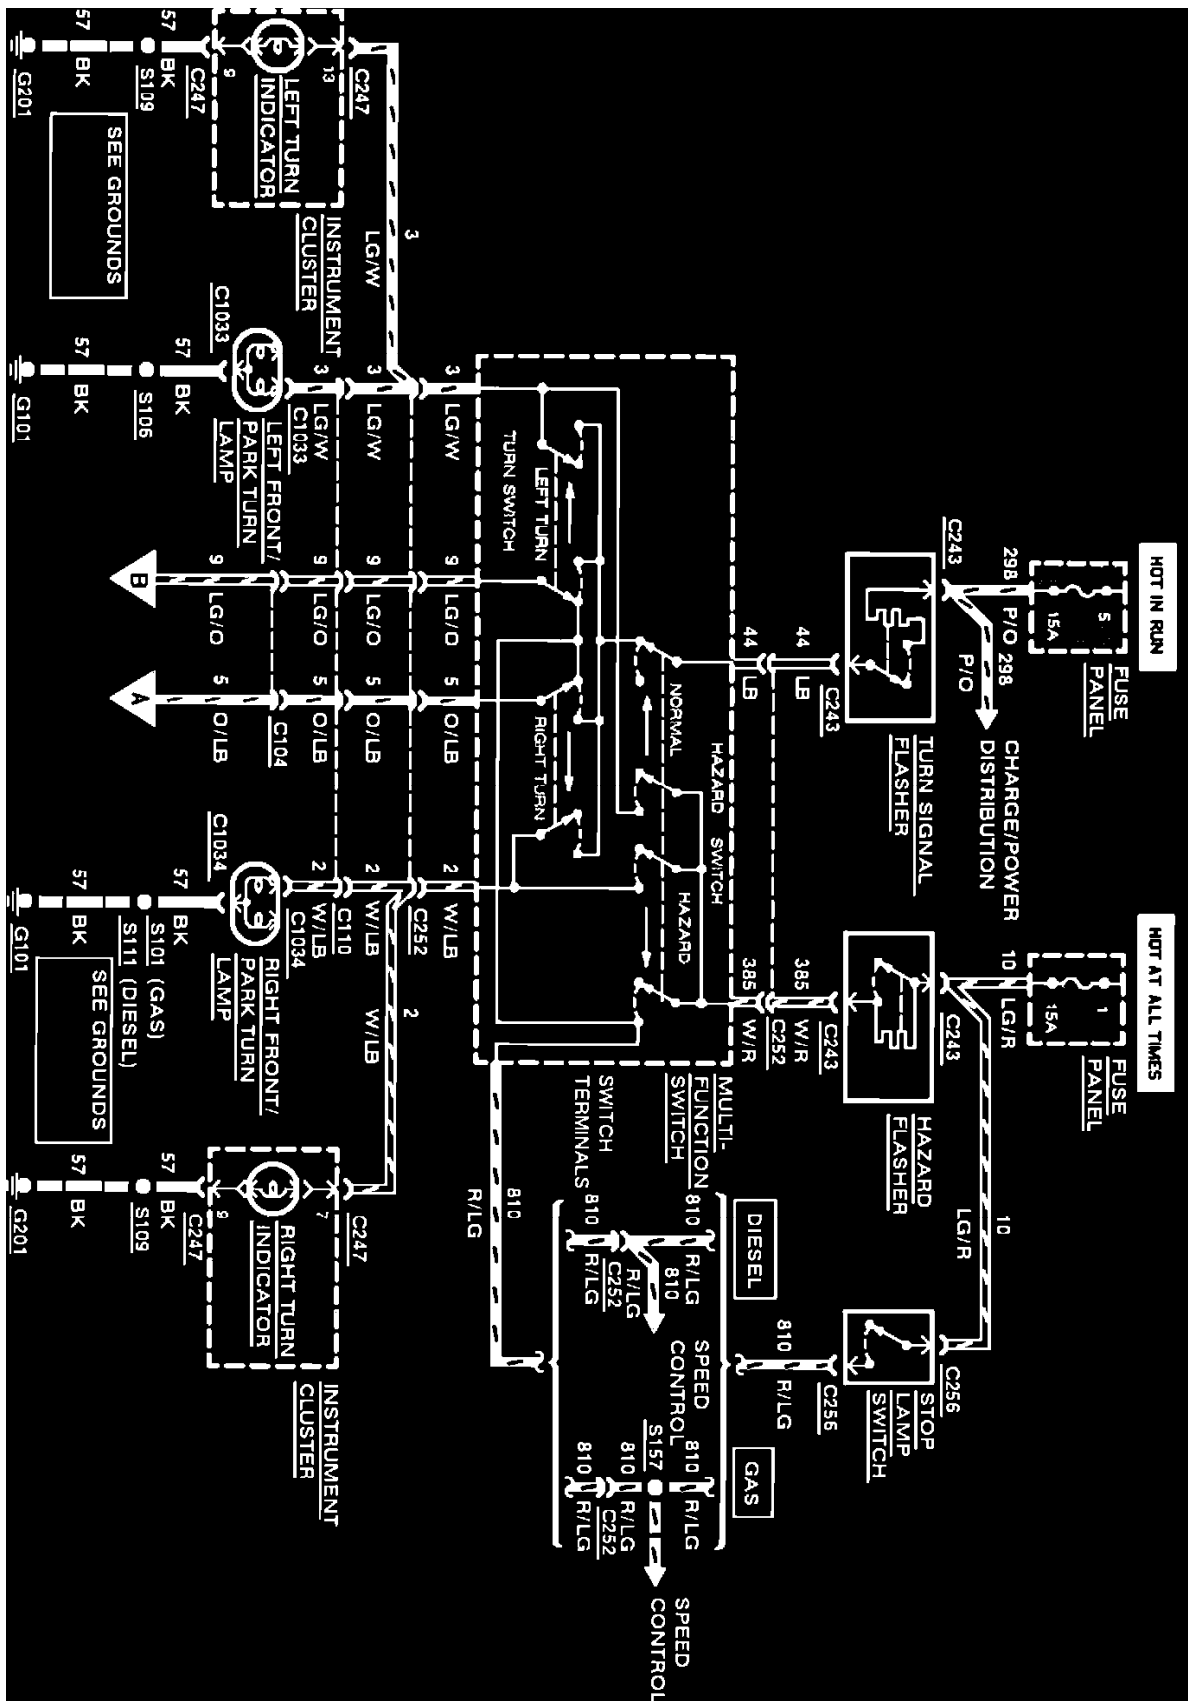 HOT IN RUN
HOT AT ALL TIMES
5
15A
FUSE
PANEL
1
15A
FUSE
PANEL
298
P/O
298
P/O
C243
CHARGE/POWER
DISTRIBUTION
10
LG/R
C243
10
LG/R
TURN SIGNAL
FLASHER
HAZARD
FLASHER
C256
STOP
LAMP
SWITCH
C243
44
LB
44
LB
C243
385
W/R
C252
385
W/R
C256
810
R/LG
DIESEL
GAS
HAZARD SWITCH
NORMAL
HAZARD
MULTI-
FUNCTION
SWITCH
810
R/LG
810
R/LG
SPEED
CONTROL
810
R/LG
C252
810
R/LG
S157
SPEED
CONTROL
810
R/LG
810
R/LG
C252
SWITCH
TERMINALS
LEFT TURN
RIGHT TURN
TURN SWITCH
810
R/LG
3
LG/W
9
LG/O
5
O/LB
2
W/LB
C252
3
LG/W
3
LG/W
9
LG/O
5
O/LB
2
W/LB
2
W/LB
C110
C247
13
LEFT TURN
INDICATOR
9
INSTRUMENT
CLUSTER
C247
3
LG/W
C1033
9
LG/O
5
O/LB
C104
2
W/LB
C1034
C247
7
RIGHT TURN
INDICATOR
9
INSTRUMENT
CLUSTER
C247
LEFT FRONT/
PARK TURN
LAMP
C1033
9
LG/O
5
O/LB
RIGHT FRONT/
PARK TURN
LAMP
C1034
57
BK
S109
57
BK
S106
B
A
57
BK
S101 (GAS)
S111 (DIESEL)
57
BK
S109
SEE GROUNDS
SEE GROUNDS
57
BK
G201
57
BK
G101
57
BK
G101
57
BK
G201